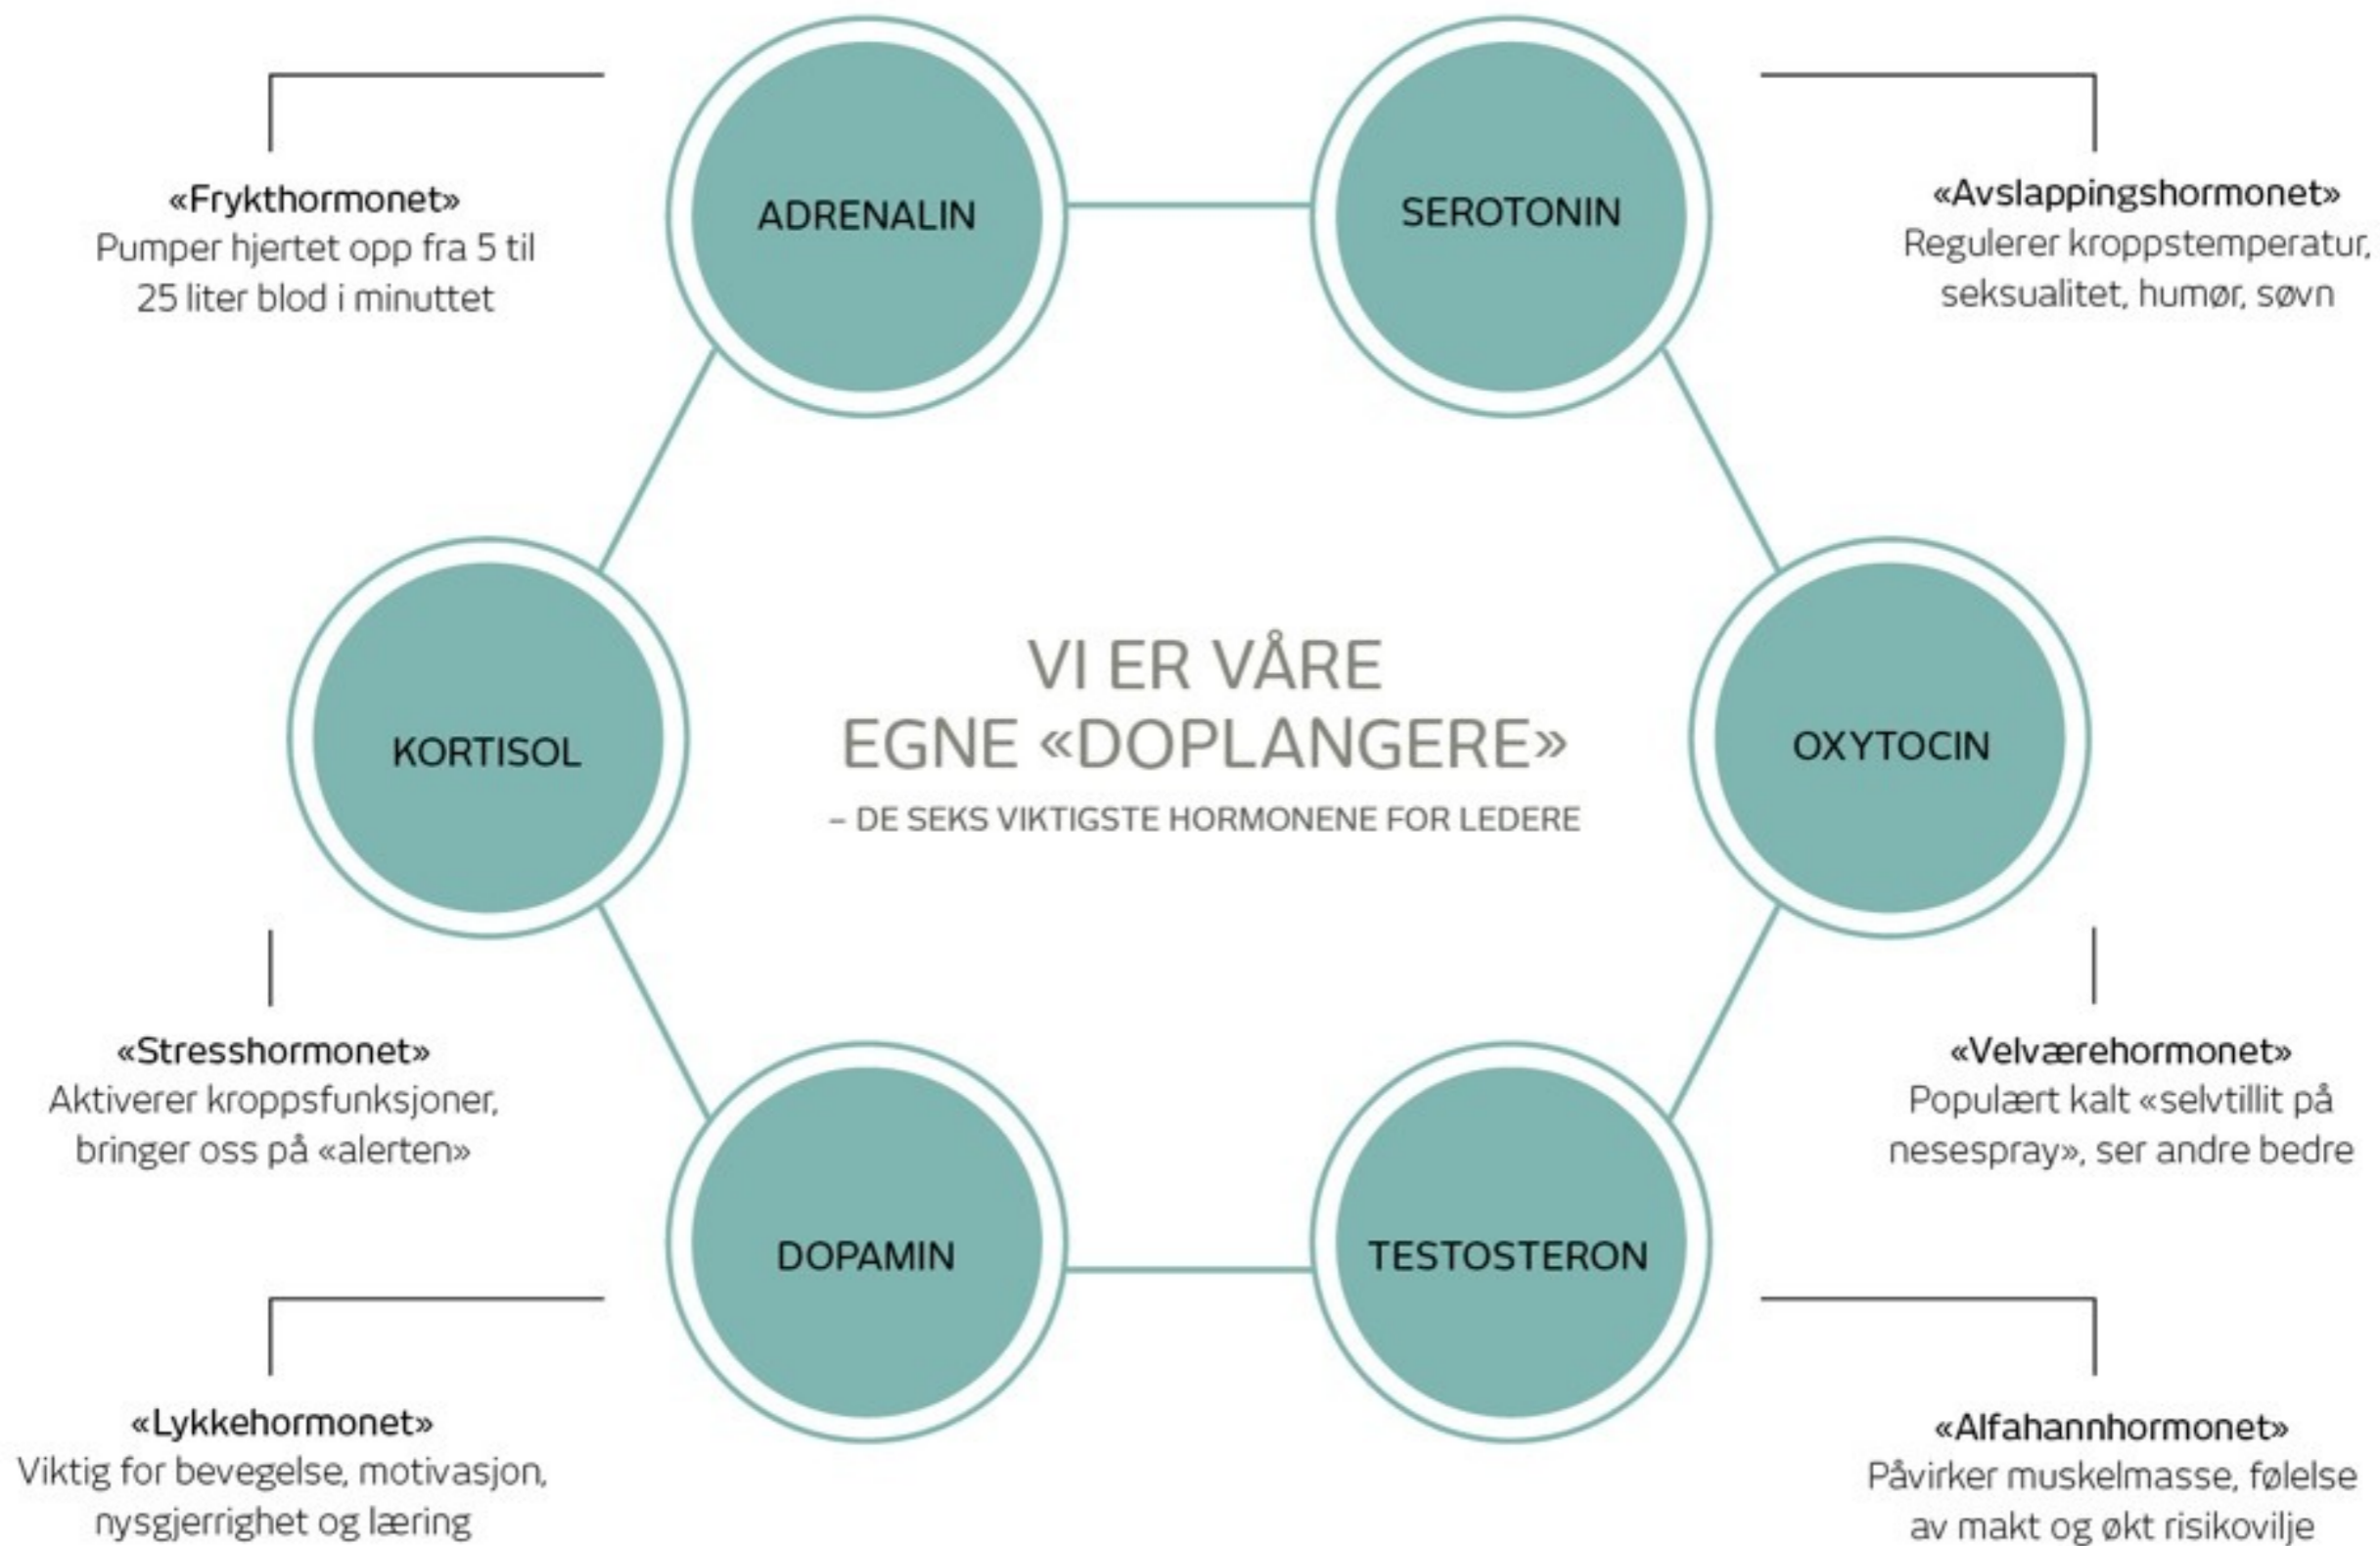 ADRENALIN
SEROTONIN
«Frykthormonet»
Pumper hjertet opp fra 5 til
25 liter blod i minuttet
«Avslappingshormonet»
Regulerer kroppstemperatur,
seksualitet, humør, søvn
KORTISOL
VI ER VÅRE
EGNE «DOPLANGERE»
– DE SEKS VIKTIGSTE HORMONENE FOR LEDERE
OXYTOCIN
«Stresshormonet»
Aktiverer kroppsfunksjoner,
bringer oss på «alerten»
«Velværehormonet»
Populært kalt «selvtillit på
nesespray», ser andre bedre
DOPAMIN
TESTOSTERON
«Lykkehormonet»
Viktig for bevegelse, motivasjon,
nysgjerrighet og læring
«Alfahannhormonet»
Påvirker muskelmasse, følelse
av makt og økt risikovilje